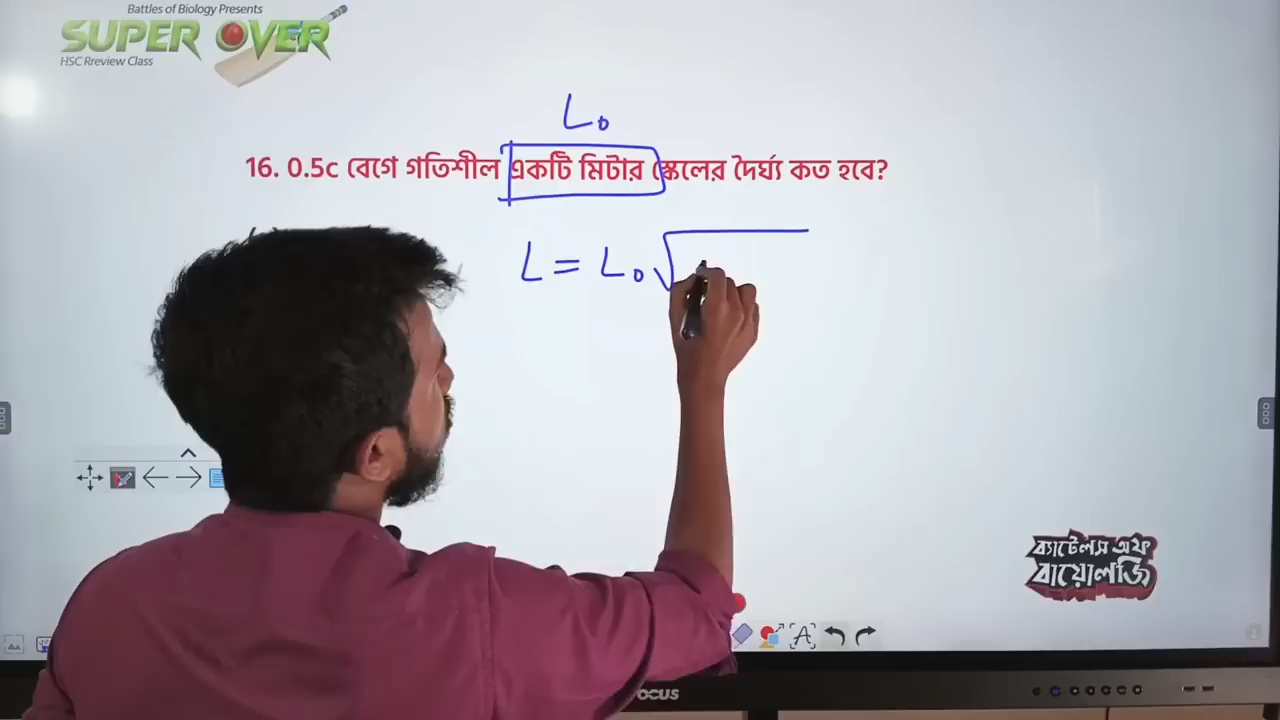 Battles of Biology Presents
SUPER OVER
HSC Rreview Class
L₀
16. 0.5c বেগে গতিশীল একটি মিটার স্কেলের দৈর্ঘ্য কত হবে?
L = L₀ √
ব্যাটেলস অফ
বায়োলজি
A